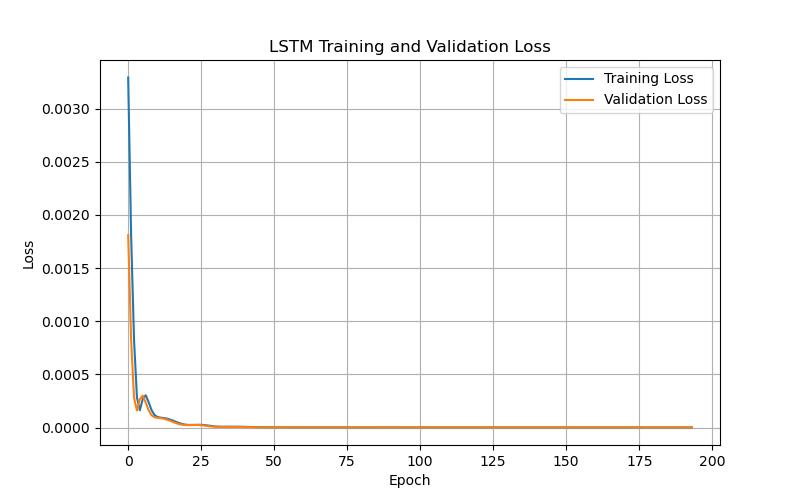 LSTM Training and Validation Loss
Training Loss
Validation Loss
Loss
0.0030
0.0025
0.0020
0.0015
0.0010
0.0005
0.0000
0 25 50 75 100 125 150 175 200
Epoch